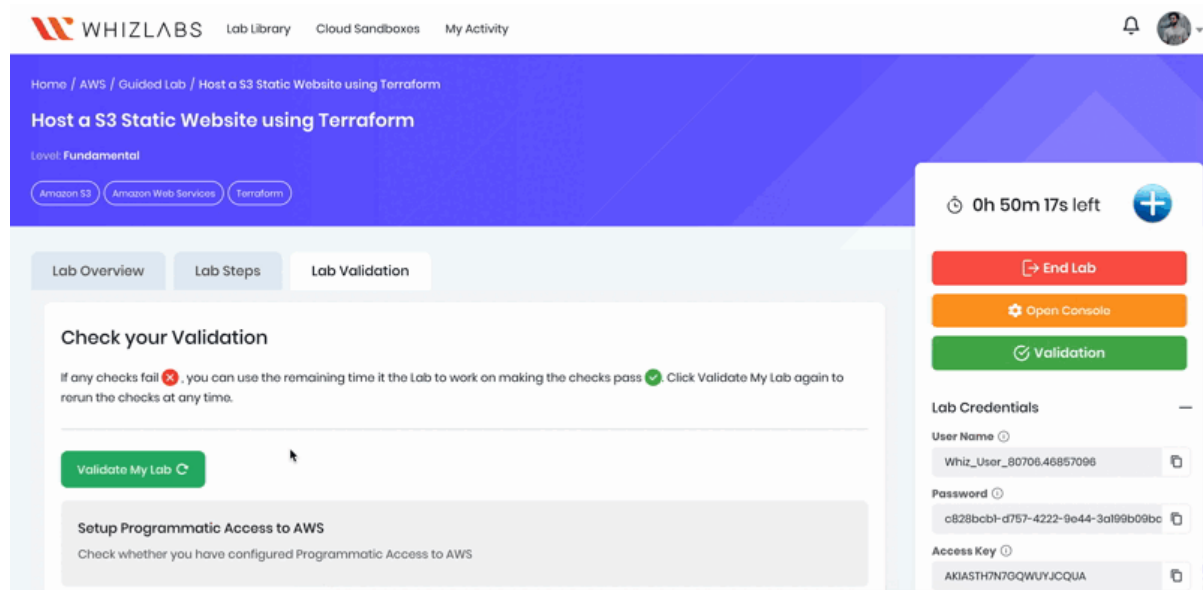 WHIZLABS Lab Library Cloud Sandboxes My Activity
Home / AWS / Guided Lab / Host a S3 Static Website using Terraform
Host a S3 Static Website using Terraform
Level: Fundamental
Amazon S3 Amazon Web Services Terraform
0h 50m 17s left
Lab Overview Lab Steps Lab Validation
End Lab
Open Console
Validation
Check your Validation
If any checks fail , you can use the remaining time it the Lab to work on making the checks pass . Click Validate My Lab again to
rerun the checks at any time.
Validate My Lab
Setup Programmatic Access to AWS
Check whether you have configured Programmatic Access to AWS
Lab Credentials
User Name
Whiz_User_80706.46857096
Password
c828bcb1-d757-4222-9e44-3a199b09bc
Access Key
AKIASTH7N7GQWUYJCQUA